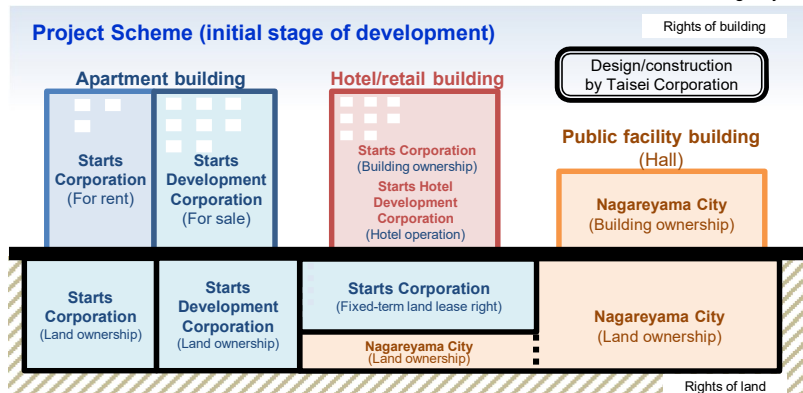 Rights of building
Project Scheme (initial stage of development)
Design/construction
by Taisei Corporation
Apartment building
Hotel/retail building
Public facility building
(Hall)
Starts
Corporation
(For rent)
Starts
Development
Corporation
(For sale)
Starts Corporation
(Building ownership)
Starts Hotel
Development
Corporation
(Hotel operation)
Nagareyama City
(Building ownership)
Starts
Corporation
(Land ownership)
Starts
Development
Corporation
(Land ownership)
Starts Corporation
(Fixed-term land lease right)
Nagareyama City
(Land ownership)
Nagareyama City
(Land ownership)
Rights of land